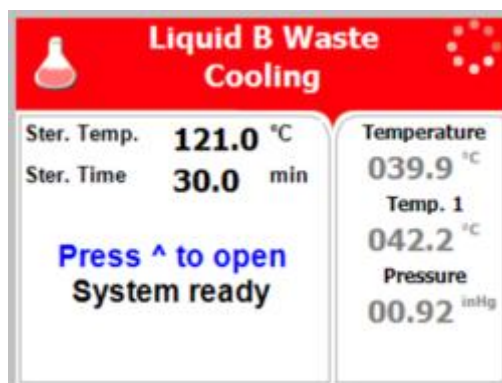 Liquid B Waste
Cooling
Ster. Temp. 121.0 °C
Ster. Time 30.0 min
Press ^ to open
System ready
Temperature
039.9 °C
Temp. 1
042.2 °C
Pressure
00.92 inHg